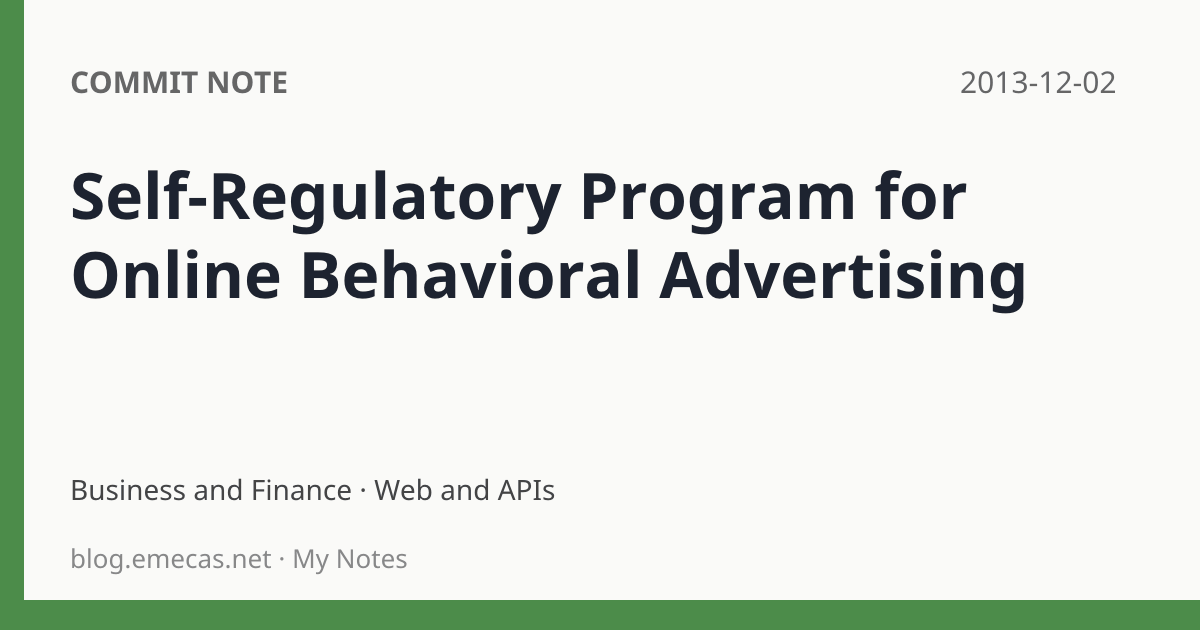 COMMIT NOTE
2013-12-02
Self-Regulatory Program for
Online Behavioral Advertising
Business and Finance · Web and APIs
blog.emecas.net · My Notes